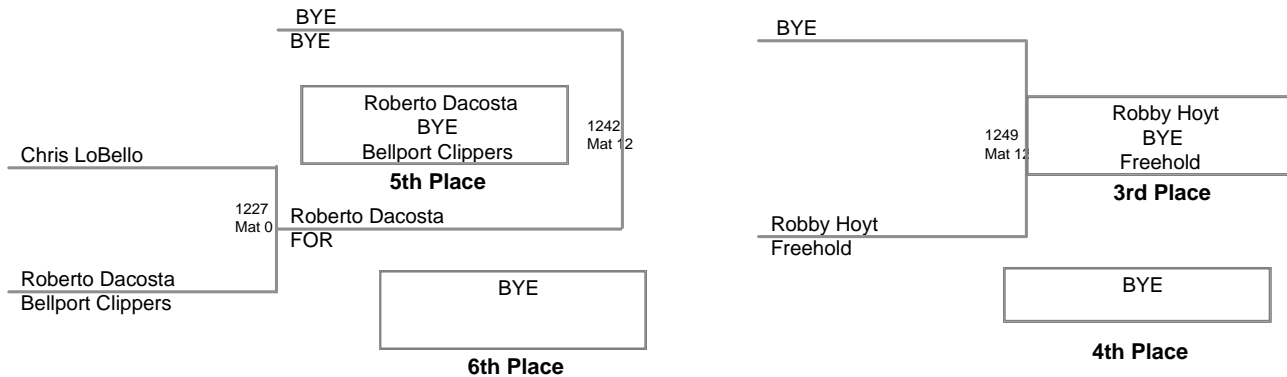 BYE
BYE
Roberto Dacosta
BYE
Bellport Clippers
5th Place
1242
Mat 12
Chris LoBello
1227
Mat 0
Roberto Dacosta
FOR
Roberto Dacosta
Bellport Clippers
BYE
6th Place
BYE
1249
Mat 12
Robby Hoyt
BYE
Freehold
3rd Place
Robby Hoyt
Freehold
BYE
4th Place